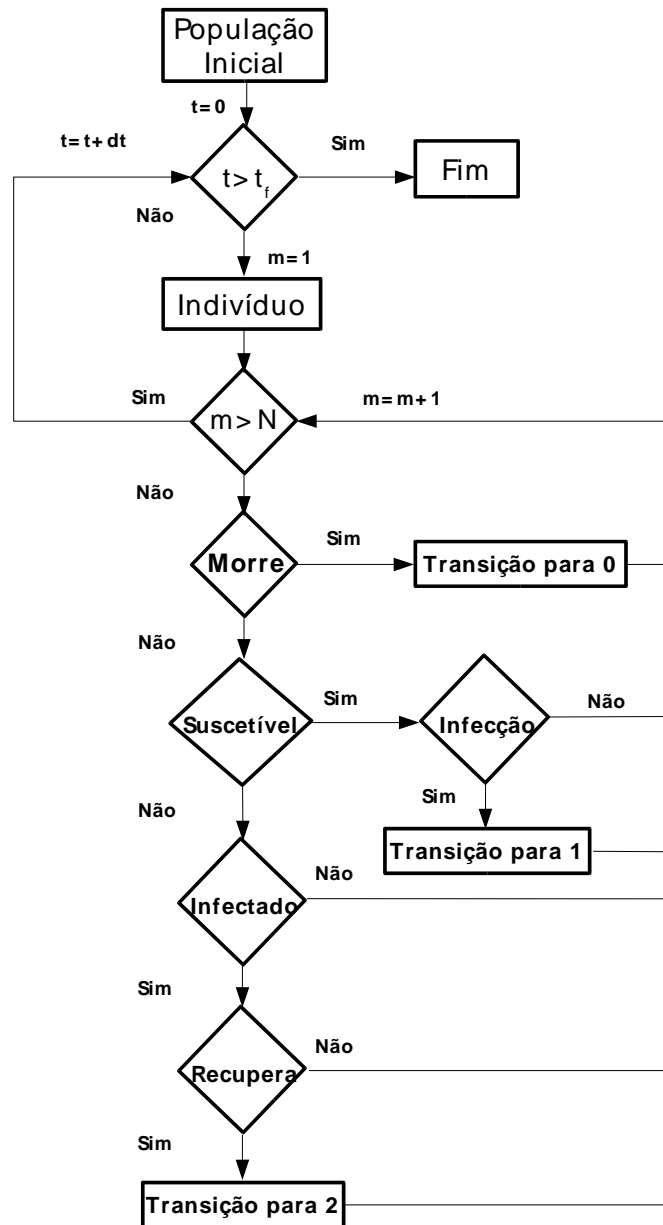 População
Inicial
t=0
t=t+dt
Sim
t>t_f
Fim
Não
m=1
Indivíduo
Sim
m=m+1
m>N
Não
Sim
Morre
Transição para 0
Não
Sim
Não
Suscetível
Infecção
Não
Sim
Transição para 1
Não
Infectado
Sim
Não
Recupera
Sim
Transição para 2